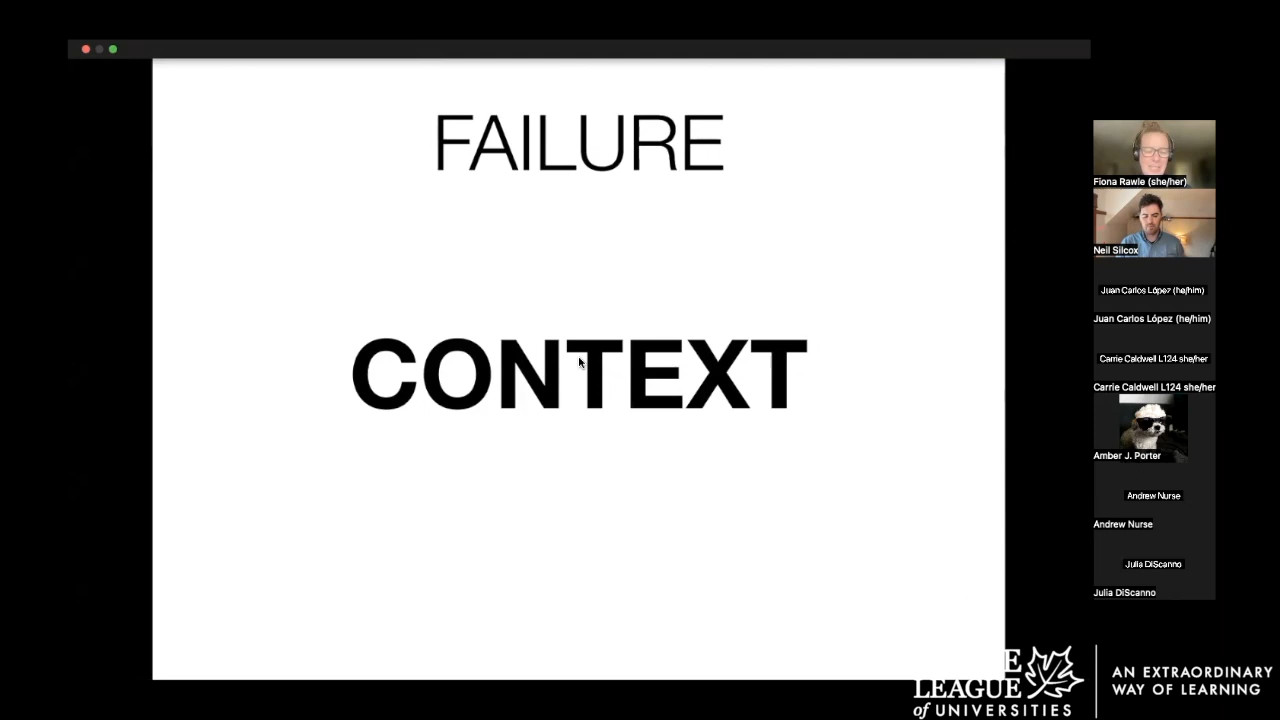 FAILURE
CONTEXT
Fiona Rawle (she/her)
Neil Silcox
Juan Carlos López (he/him)
Juan Carlos López (he/him)
Carrie Caldwell L124 she/her
Carrie Caldwell L124 she/her
Amber J. Porter
Andrew Nurse
Andrew Nurse
Julia DiScanno
Julia DiScanno
LEAGUE
of UNIVERSITIES
AN EXTRAORDINARY
WAY OF LEARNING